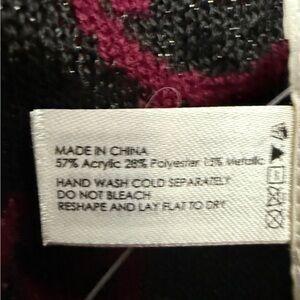 MADE IN CHINA
57% Acrylic 28% Polyester 15% Metallic
HAND WASH COLD SEPARATELY
DO NOT BLEACH
RESHAPE AND LAY FLAT TO DRY